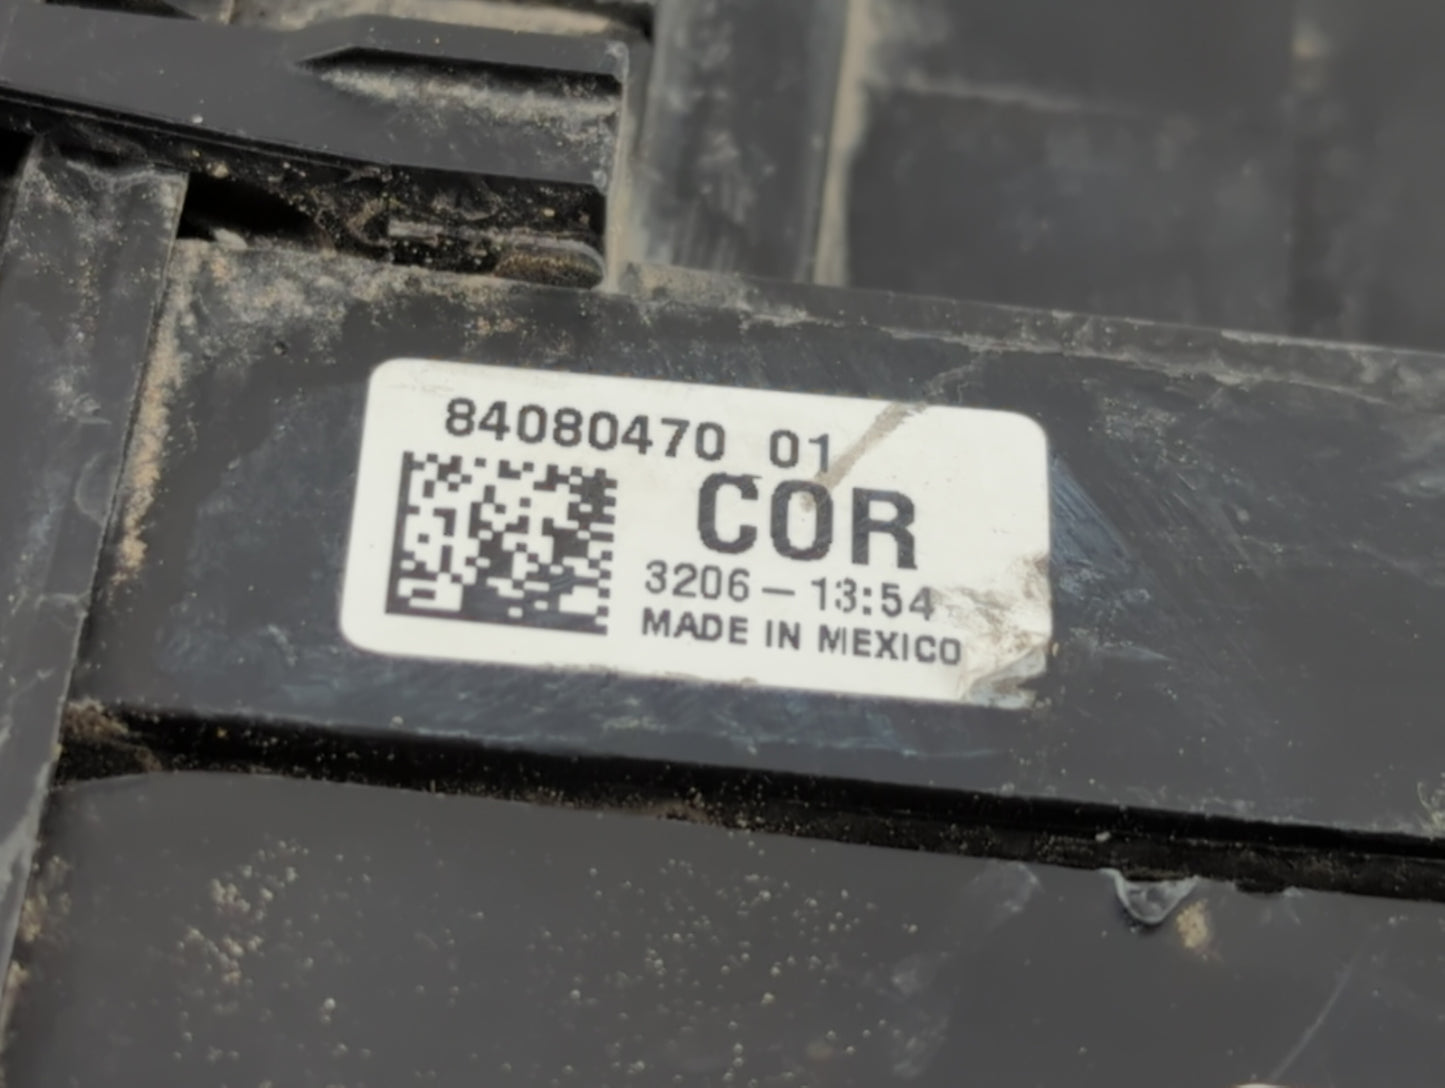 84080470 01
COR
3206 – 13:54
MADE IN MEXICO